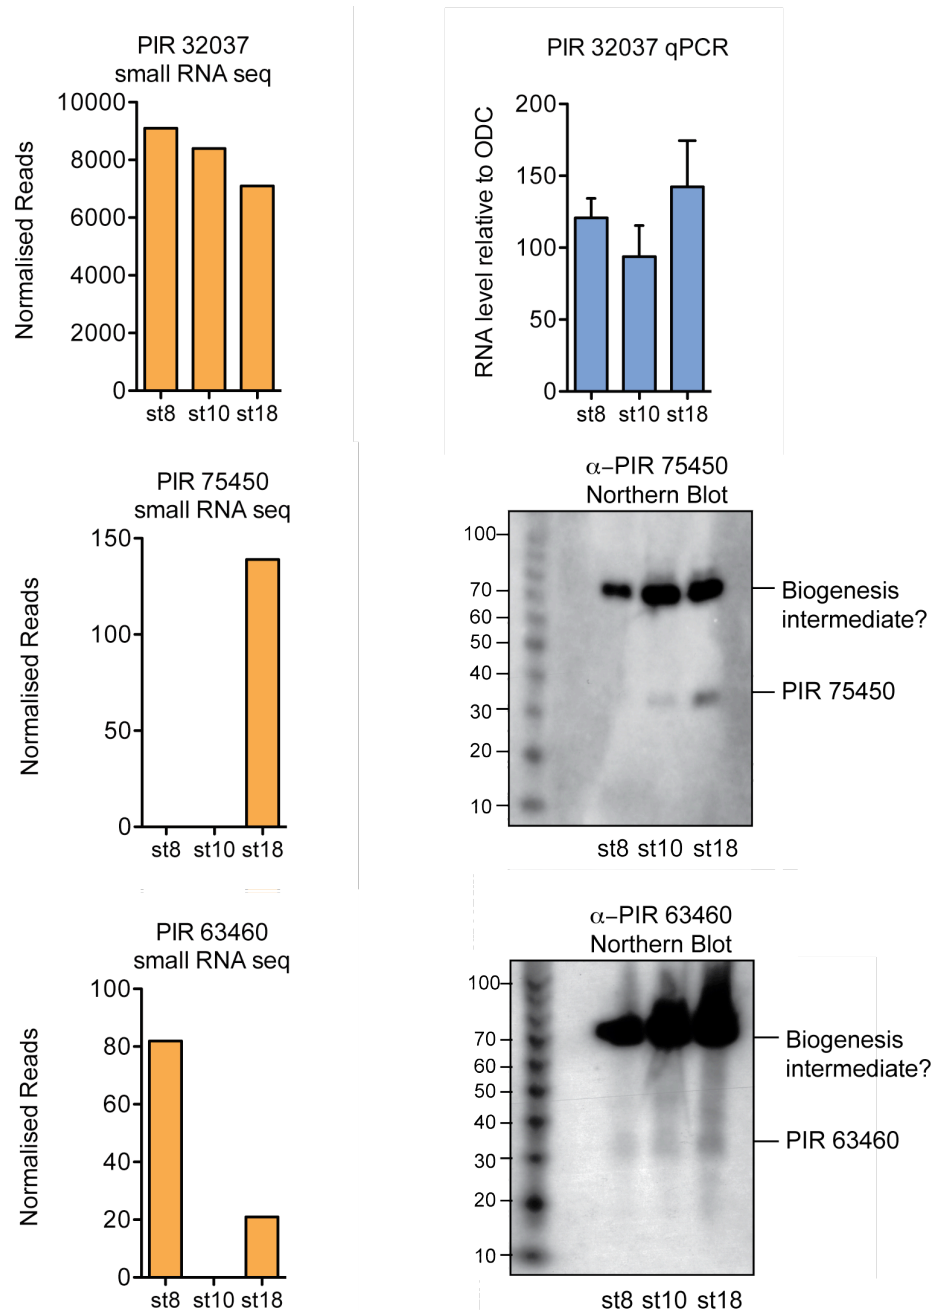 PIR 32037
small RNA seq
Normalised Reads
10000
8000
6000
4000
2000
0
st8 st10 st18
PIR 32037 qPCR
RNA level relative to ODC
200
150
100
50
0
st8 st10 st18
PIR 75450
small RNA seq
Normalised Reads
150
100
50
0
st8 st10 st18
α–PIR 75450
Northern Blot
100
70
60
50
40
30
20
10
Biogenesis
intermediate?
PIR 75450
st8 st10 st18
PIR 63460
small RNA seq
Normalised Reads
100
80
60
40
20
0
st8 st10 st18
α–PIR 63460
Northern Blot
100
70
60
50
40
30
20
10
Biogenesis
intermediate?
PIR 63460
st8 st10 st18